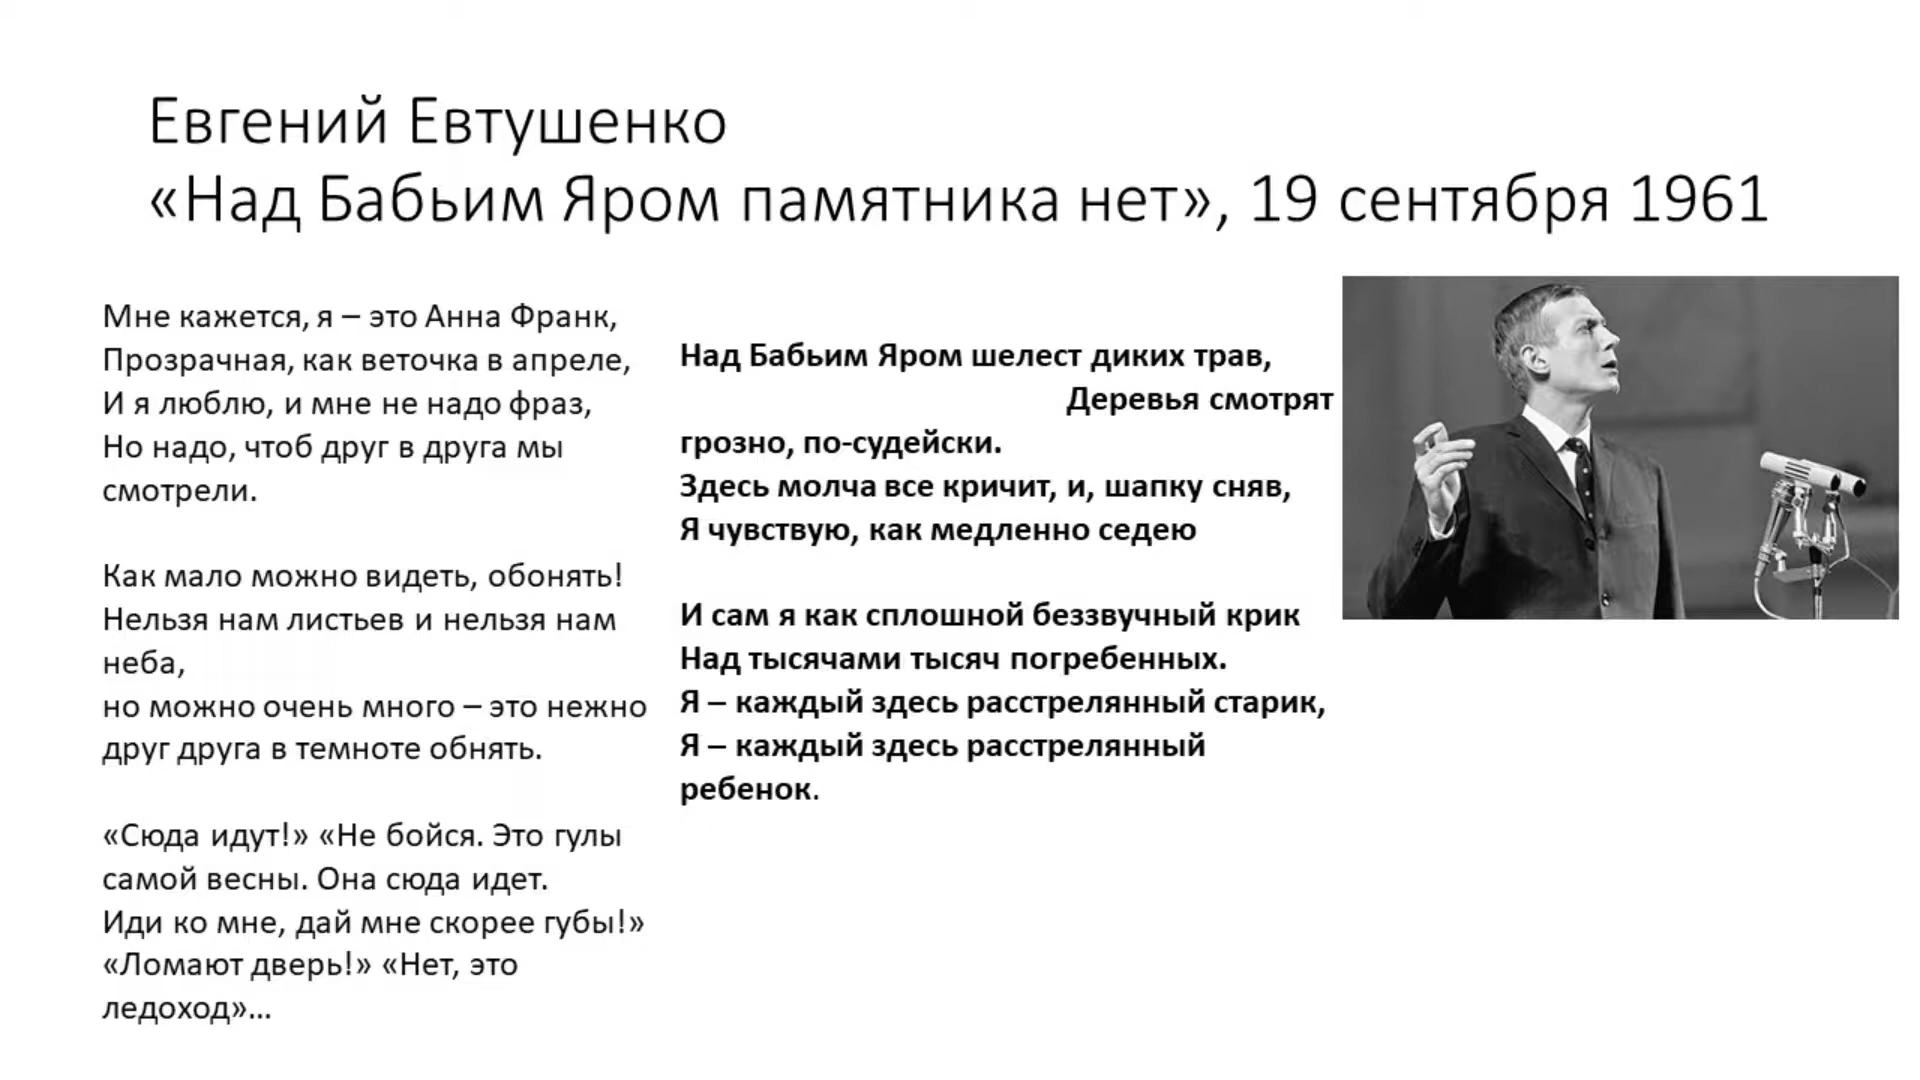 Евгений Евтушенко
«Над Бабьим Яром памятника нет», 19 сентября 1961
Мне кажется, я – это Анна Франк,
Прозрачная, как веточка в апреле,
И я люблю, и мне не надо фраз,
Но надо, чтоб друг в друга мы
смотрели.
Как мало можно видеть, обонять!
Нельзя нам листьев и нельзя нам
неба,
но можно очень много – это нежно
друг друга в темноте обнять.
«Сюда идут!» «Не бойся. Это гулы
самой весны. Она сюда идет.
Иди ко мне, дай мне скорее губы!»
«Ломают дверь!» «Нет, это
ледоход»...
Над Бабьим Яром шелест диких трав,
Деревья смотрят
грозно, по-судейски.
Здесь молча все кричит, и, шапку сняв,
Я чувствую, как медленно седею
И сам я как сплошной беззвучный крик
Над тысячами тысяч погребенных.
Я – каждый здесь расстрелянный старик,
Я – каждый здесь расстрелянный
ребенок.